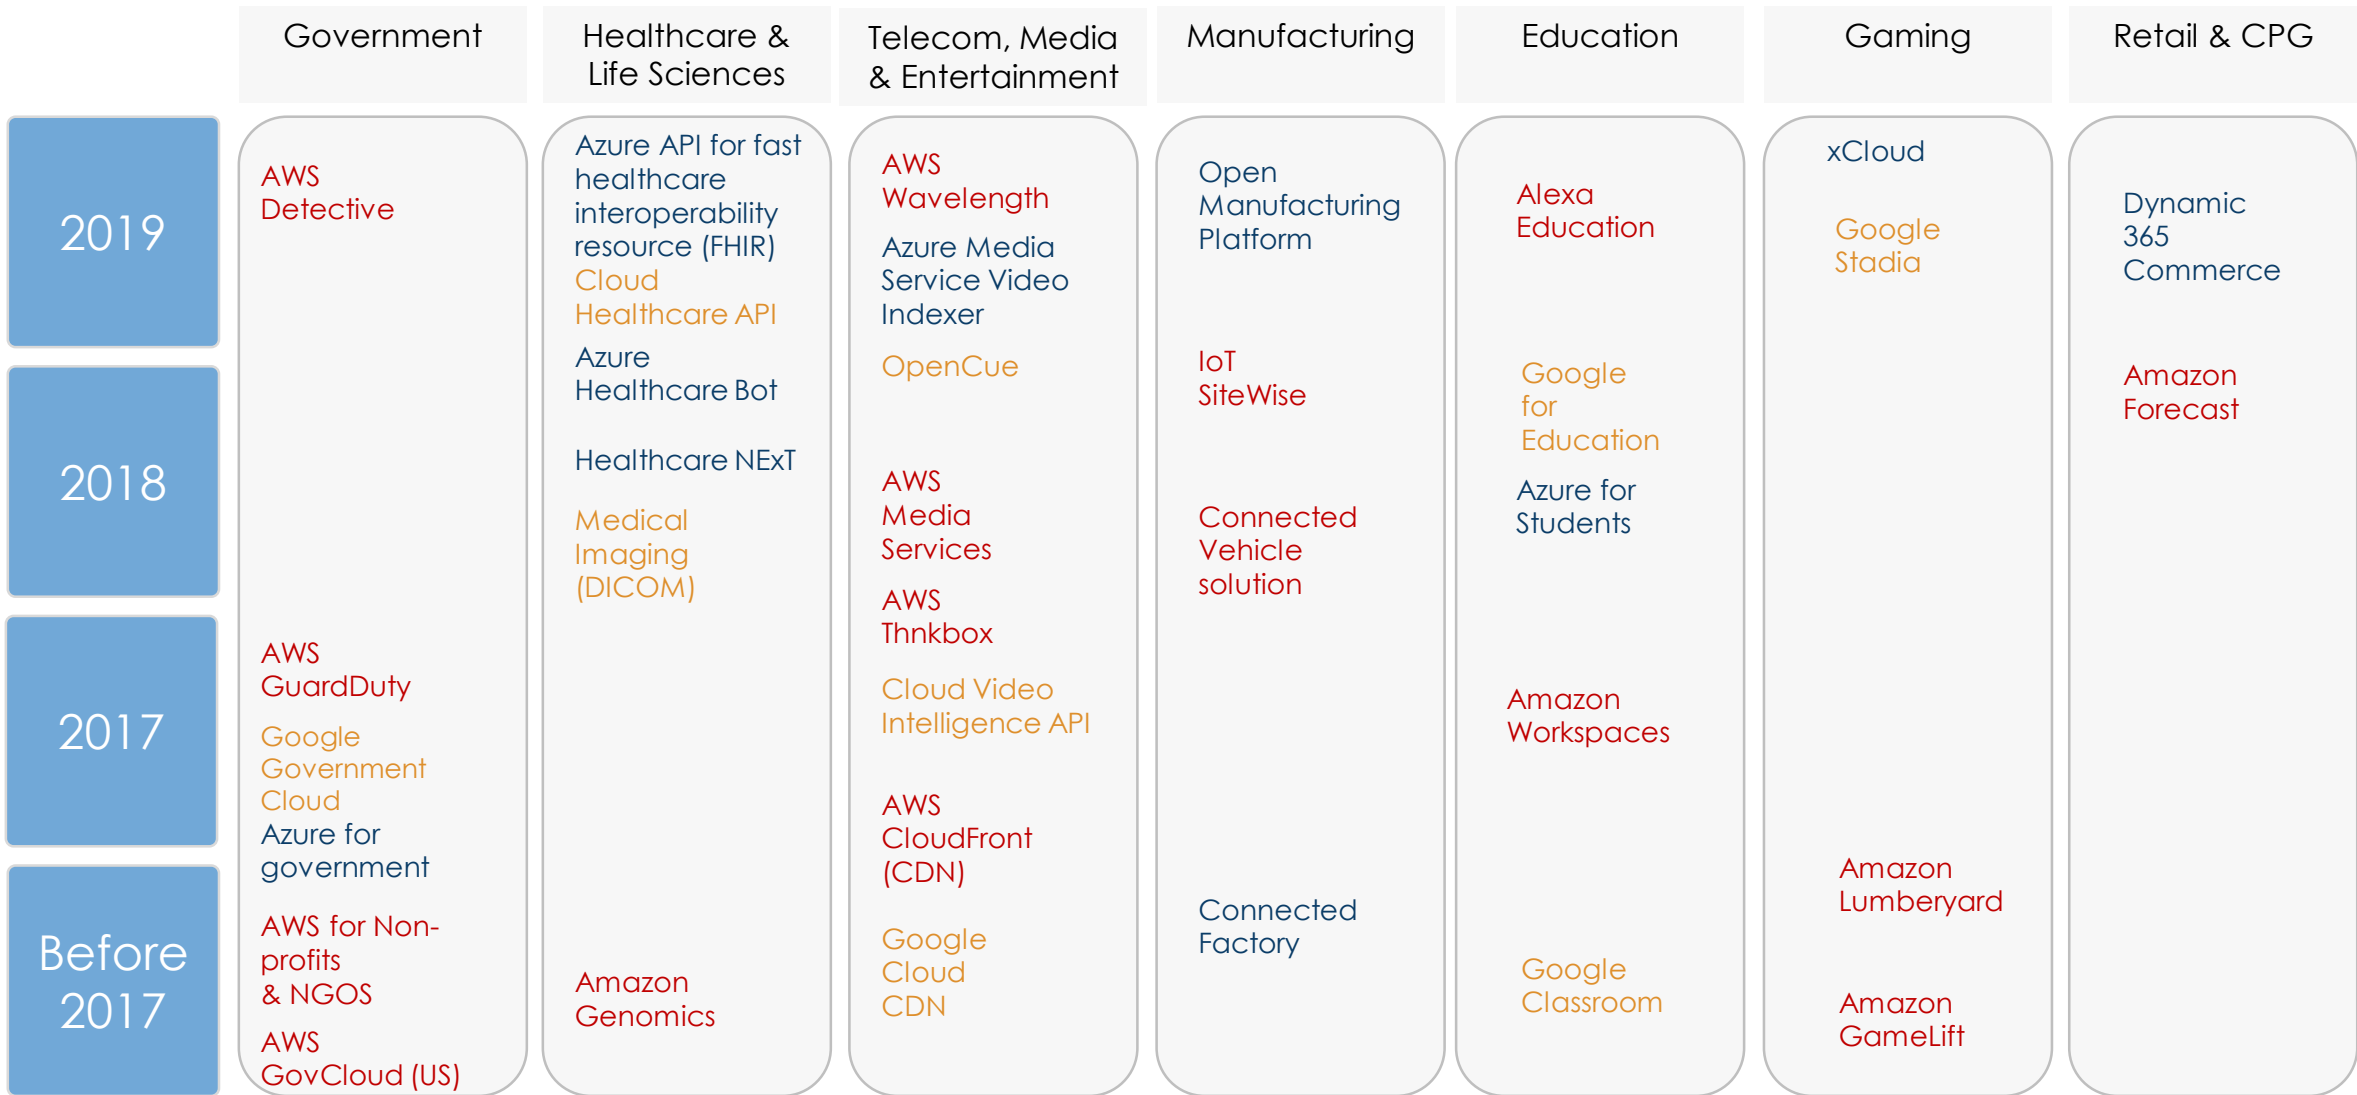 Government
Healthcare &
Life Sciences
Telecom, Media
& Entertainment
Manufacturing
Education
Gaming
Retail & CPG
2019
2018
2017
Before
2017
AWS
Detective
AWS
GuardDuty
Google
Government
Cloud
Azure for
government
AWS for Non-
profits
& NGOS
AWS
GovCloud (US)
Azure API for fast
healthcare
interoperability
resource (FHIR)
Cloud
Healthcare API
Azure
Healthcare Bot
Healthcare NExT
Medical
Imaging
(DICOM)
Amazon
Genomics
AWS
Wavelength
Azure Media
Service Video
Indexer
OpenCue
AWS
Media
Services
AWS
Thnkbox
Cloud Video
Intelligence API
AWS
CloudFront
(CDN)
Google
Cloud
CDN
Open
Manufacturing
Platform
IoT
SiteWise
Connected
Vehicle
solution
Connected
Factory
Alexa
Education
Google
for
Education
Azure for
Students
Amazon
Workspaces
Google
Classroom
xCloud
Google
Stadia
Amazon
Lumberyard
Amazon
GameLift
Dynamic
365
Commerce
Amazon
Forecast